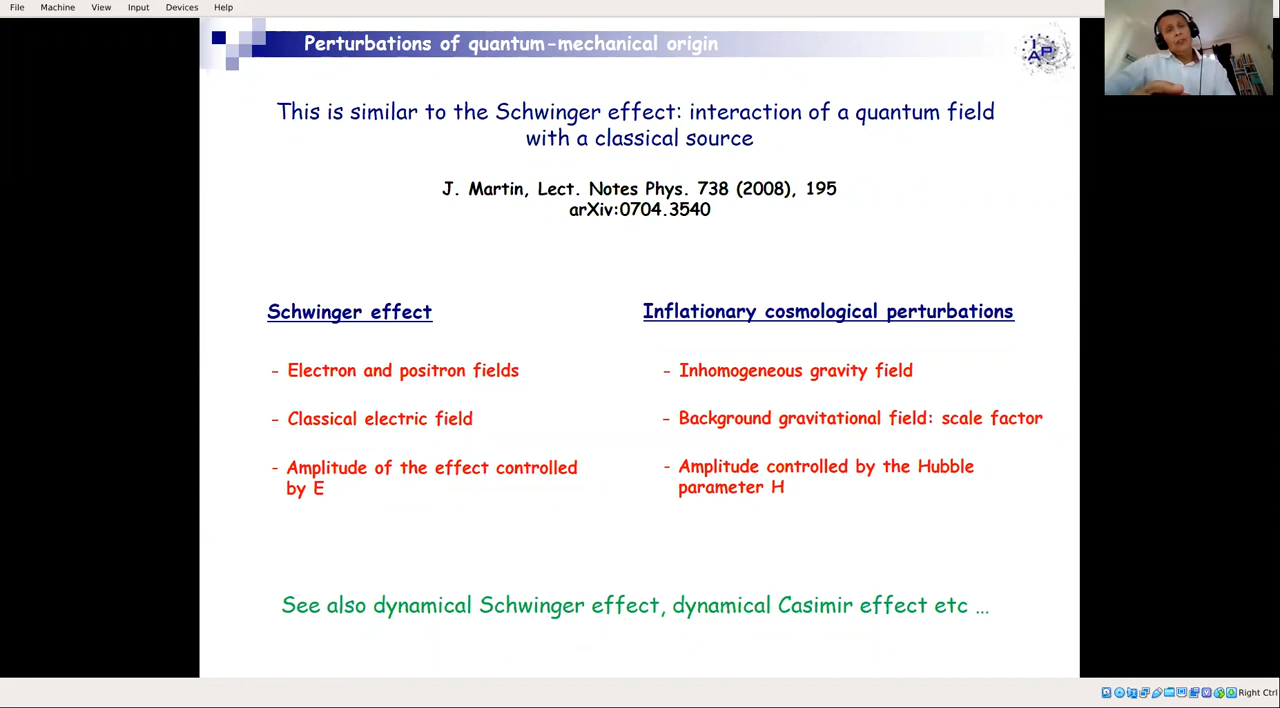 File Machine View Input Devices Help
Perturbations of quantum-mechanical origin
IAP
This is similar to the Schwinger effect: interaction of a quantum field
with a classical source
J. Martin, Lect. Notes Phys. 738 (2008), 195
arXiv:0704.3540
Schwinger effect
- Electron and positron fields
- Classical electric field
- Amplitude of the effect controlled
by E
Inflationary cosmological perturbations
- Inhomogeneous gravity field
- Background gravitational field: scale factor
- Amplitude controlled by the Hubble
parameter H
See also dynamical Schwinger effect, dynamical Casimir effect etc ...
Right Ctrl